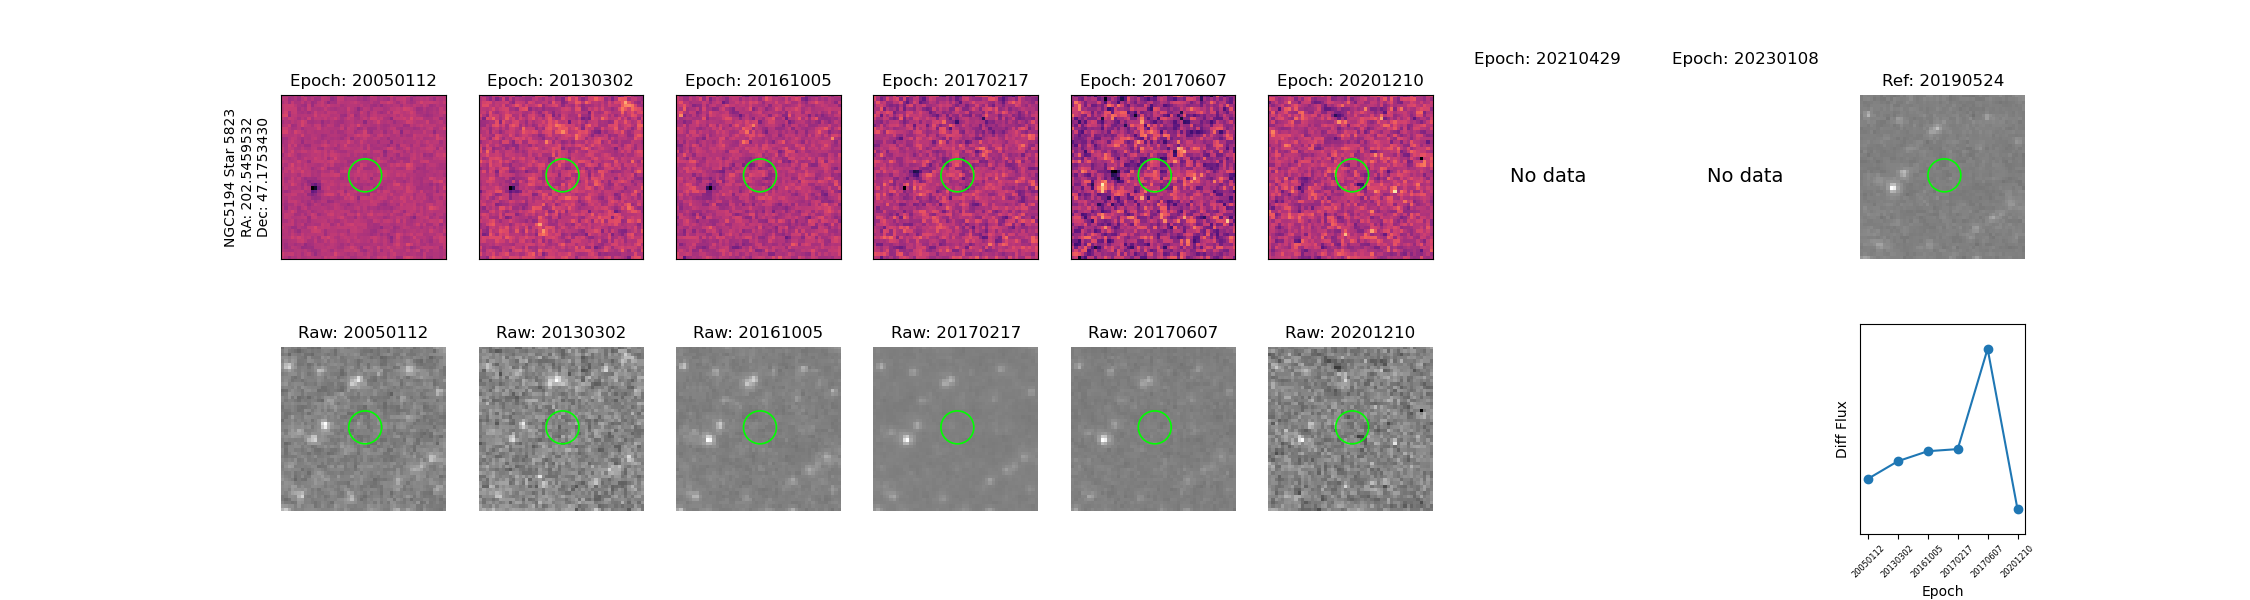 Epoch: 20210429
Epoch: 20230108
Epoch: 20050112
Epoch: 20130302
Epoch: 20161005
Epoch: 20170217
Epoch: 20170607
Epoch: 20201210
Ref: 20190524
NGC5194 Star 5823
RA: 202.5459532
Dec: 47.1753430
No data
No data
Raw: 20050112
Raw: 20130302
Raw: 20161005
Raw: 20170217
Raw: 20170607
Raw: 20201210
Diff Flux
20050112
20130302
20161005
20170217
20170607
20201210
Epoch